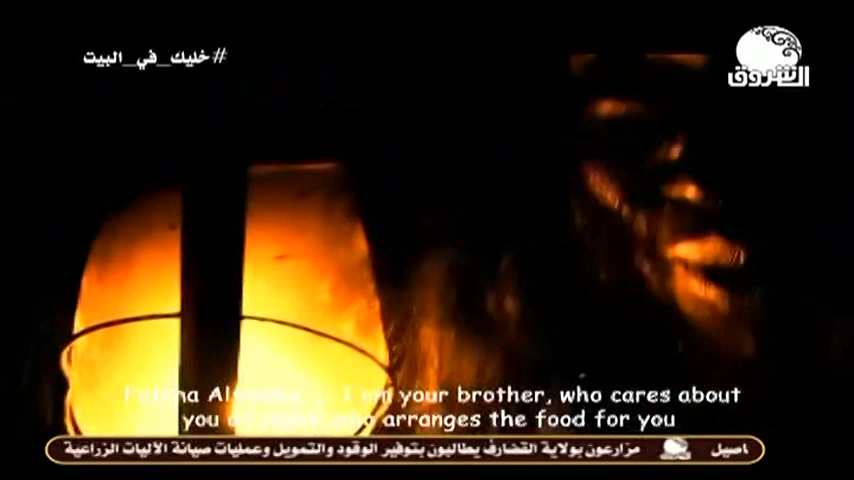 #خليك_في_البيت
الشروق
Fatima I am your brother, who cares about
you who arranges the food for you
اصيل مزارعون بولاية القضارف يطالبون بتوفير الوقود والتمويل وعمليات صيانة الآليات الزراعية